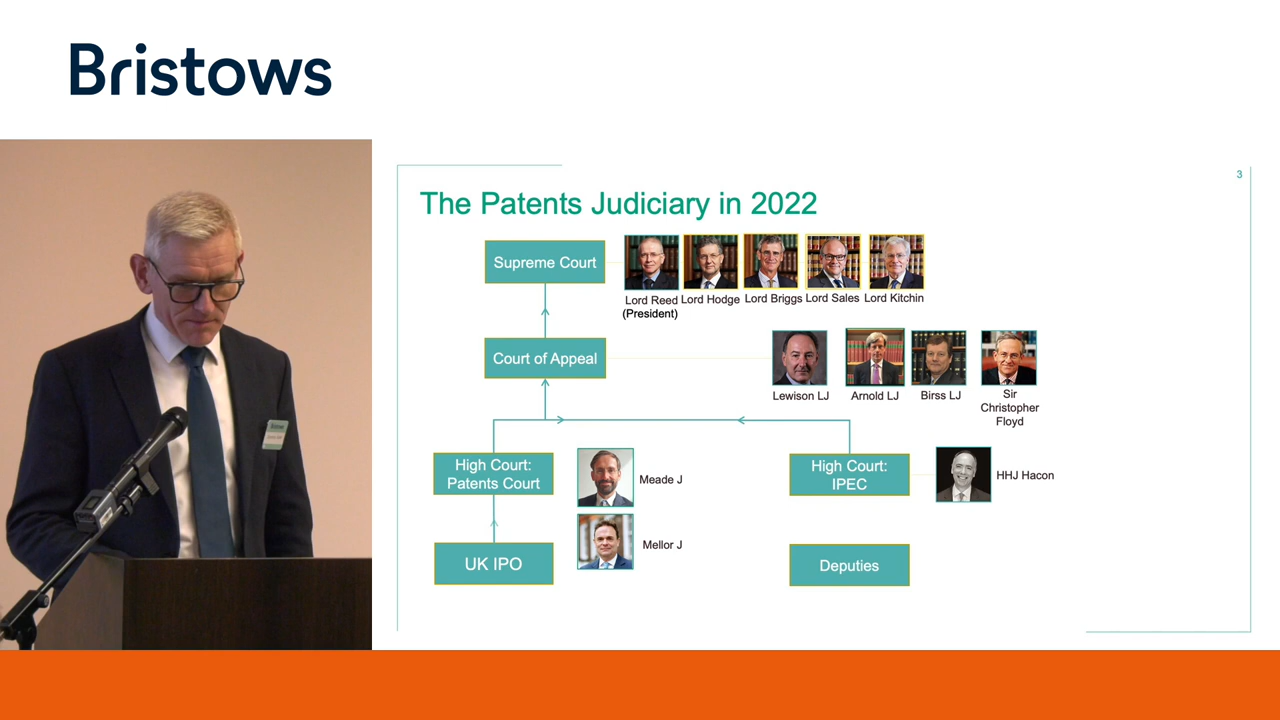 Bristows
3
The Patents Judiciary in 2022
Supreme Court
Lord Reed
(President)
Lord Hodge
Lord Briggs
Lord Sales
Lord Kitchin
Court of Appeal
Lewison LJ
Arnold LJ
Birss LJ
Sir
Christopher
Floyd
High Court:
Patents Court
Meade J
High Court:
IPEC
HHJ Hacon
Mellor J
UK IPO
Deputies